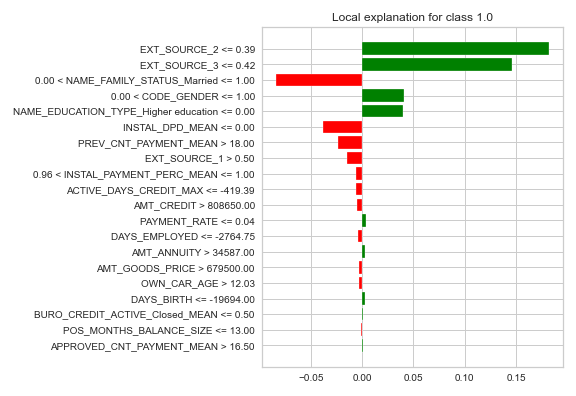 Local explanation for class 1.0
EXT_SOURCE_2 <= 0.39
EXT_SOURCE_3 <= 0.42
0.00 < NAME_FAMILY_STATUS_Married <= 1.00
0.00 < CODE_GENDER <= 1.00
NAME_EDUCATION_TYPE_Higher education <= 0.00
INSTAL_DPD_MEAN <= 0.00
PREV_CNT_PAYMENT_MEAN > 18.00
EXT_SOURCE_1 > 0.50
0.96 < INSTAL_PAYMENT_PERC_MEAN <= 1.00
ACTIVE_DAYS_CREDIT_MAX <= -419.39
AMT_CREDIT > 808650.00
PAYMENT_RATE <= 0.04
DAYS_EMPLOYED <= -2764.75
AMT_ANNUITY > 34587.00
AMT_GOODS_PRICE > 679500.00
OWN_CAR_AGE > 12.03
DAYS_BIRTH <= -19694.00
BURO_CREDIT_ACTIVE_Closed_MEAN <= 0.50
POS_MONTHS_BALANCE_SIZE <= 13.00
APPROVED_CNT_PAYMENT_MEAN > 16.50
−0.05 0.00 0.05 0.10 0.15